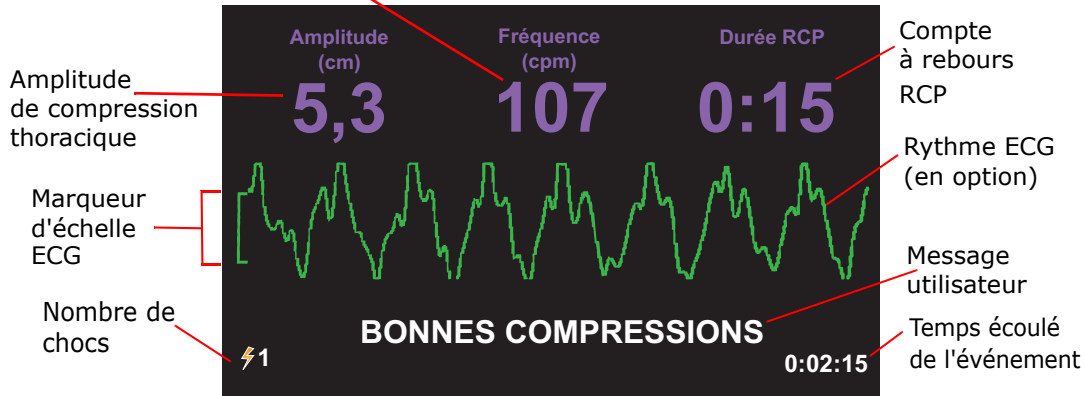 Amplitude
(cm)
5,3
Fréquence
(cpm)
107
Durée RCP
0:15
Compte
à rebours
RCP
Amplitude
de compression
thoracique
Rythme ECG
(en option)
Marqueur
d'échelle
ECG
Message
utilisateur
BONNES COMPRESSIONS
Nombre de
chocs
1
0:02:15
Temps écoulé
de l'événement